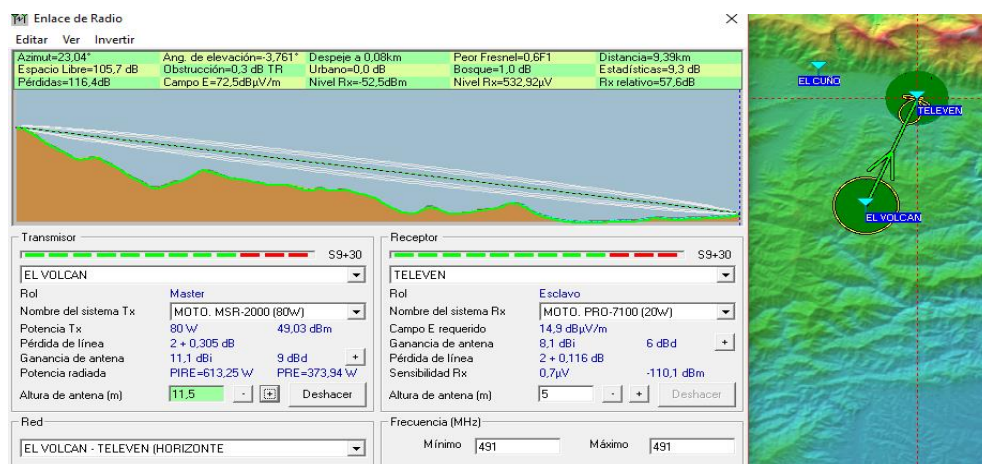 Enlace de Radio
Editar Ver Invertir
Azimut=23,04° Ang. de elevación=-3,761° Despeje a 0,08km Peor Fresnel=0,6F1 Distancia=9,39km
Espacio Libre=105,7 dB Obstrucción=0,3 dB TR Urbano=0,0 dB Bosque=1,0 dB Estadísticas=9,3 dB
Pérdidas=116,4dB Campo E=72,5dBµV/m Nivel Rx=-52,5dBm Nivel Rx=532,92µV Rx relativo=57,6dB
EL CUÑO
TELEVEN
EL VOLCAN
Transmisor
S9+30
EL VOLCAN
Rol Master
Nombre del sistema Tx MOTO. MSR-2000 (80W)
Potencia Tx 80 W 49,03 dBm
Pérdida de línea 2 + 0,305 dB
Ganancia de antena 11,1 dBi 9 dBd +
Potencia radiada PIRE=613,25 W PRE=373,94 W
Altura de antena (m) 11,5 - + Deshacer
Red
EL VOLCAN - TELEVEN (HORIZONTE
Receptor
S9+30
TELEVEN
Rol Esclavo
Nombre del sistema Rx MOTO. PRO-7100 (20W)
Campo E requerido 14,9 dBµV/m
Ganancia de antena 8,1 dBi 6 dBd +
Pérdida de línea 2 + 0,116 dB
Sensibilidad Rx 0,7µV -110,1 dBm
Altura de antena (m) 5 - + Deshacer
Frecuencia (MHz)
Mínimo 491 Máximo 491